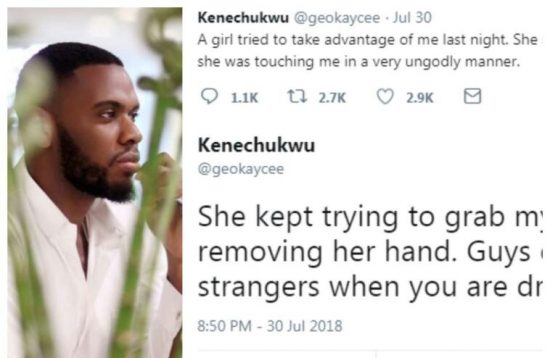 Kenechukwu @geokaycee · Jul 30
A girl tried to take advantage of me last night. She
she was touching me in a very ungodly manner.
1.1K 2.7K 2.9K
Kenechukwu
@geokaycee
She kept trying to grab my
removing her hand. Guys
strangers when you are
8:50 PM - 30 Jul 2018